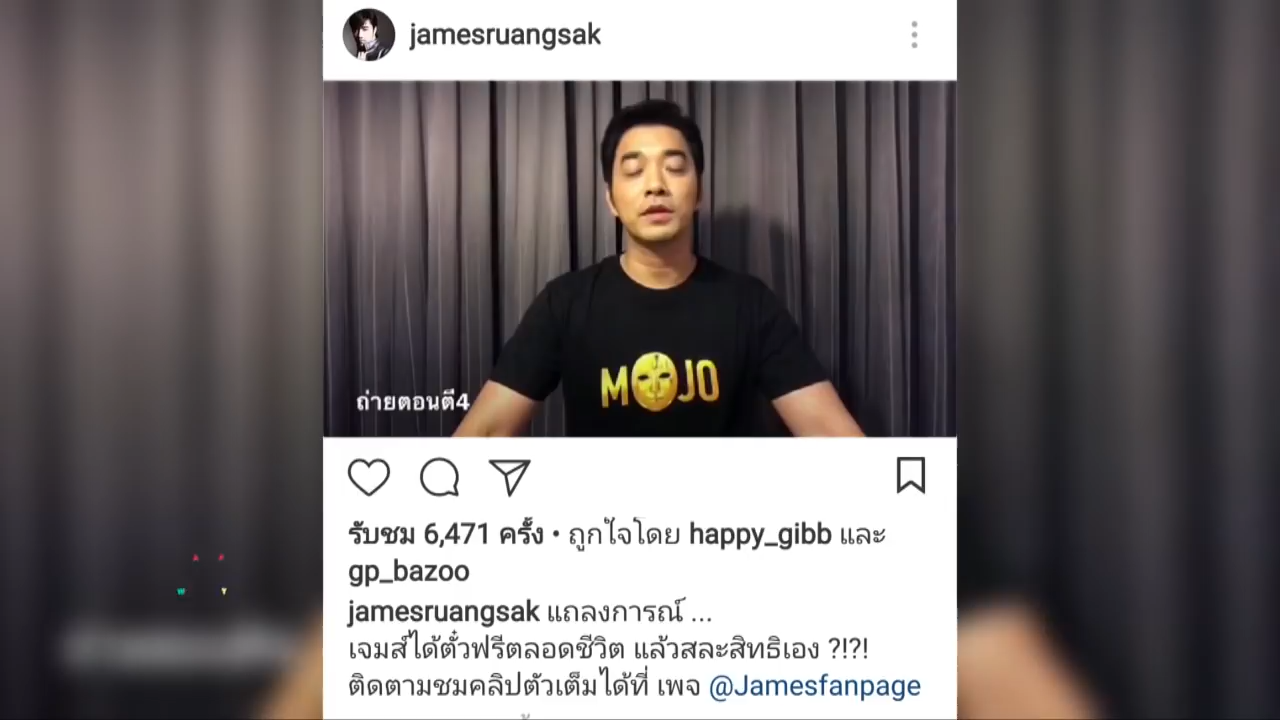 jamesruangsak
MOJO
ถ่ายตอนตี4
รับชม 6,471 ครั้ง • ถูกใจโดย happy_gibb และ
gp_bazoo
jamesruangsak แถลงการณ์ ...
เจมส์ได้ตั๋วฟรีตลอดชีวิต แล้วสละสิทธิเอง ?!?!
ติดตามชมคลิปตัวเต็มได้ที่ เพจ @Jamesfanpage